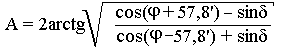 A = 2arctg√((cos(φ+57,8') – sinδ)/(cos(φ–57,8') + sinδ))